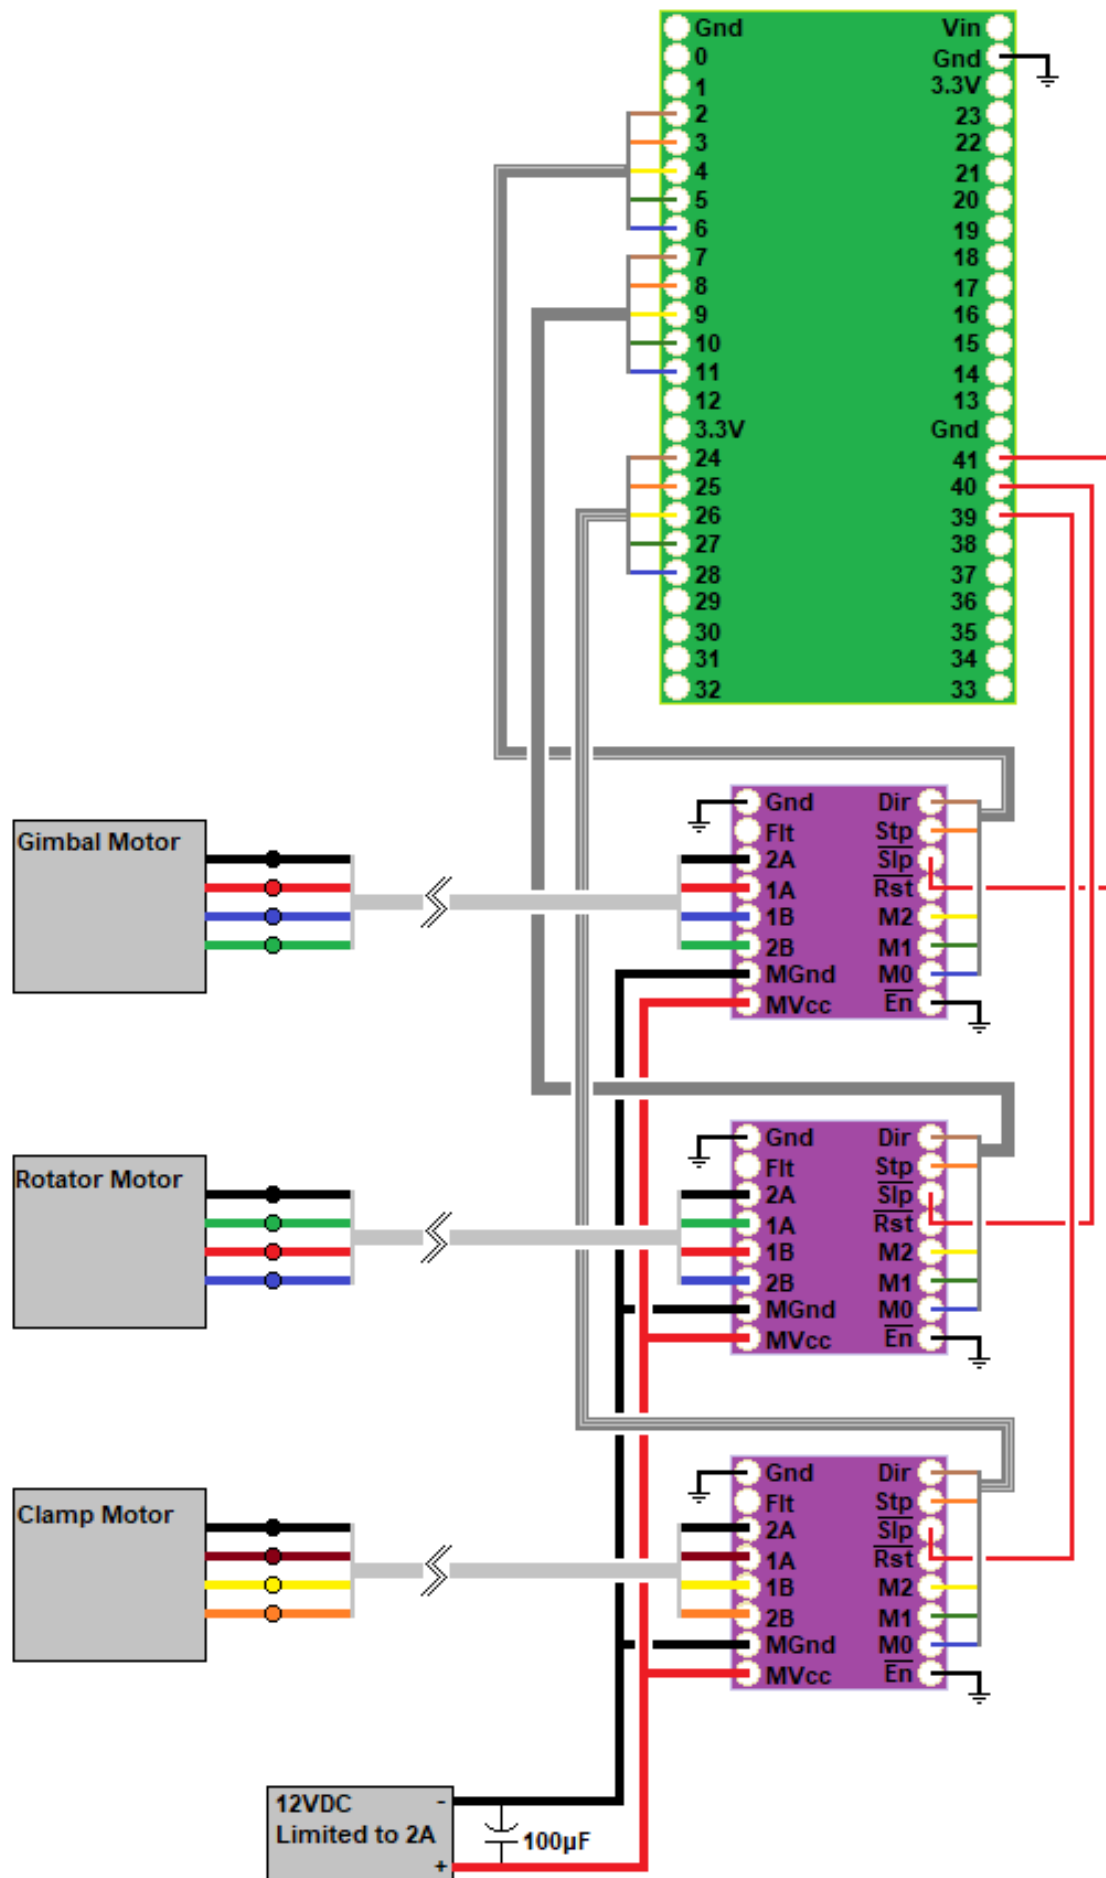 Gnd Vin
0 Gnd
1 3.3V
2 23
3 22
4 21
5 20
6 19
7 18
8 17
9 16
10 15
11 14
12 13
3.3V Gnd
24 41
25 40
26 39
27 38
28 37
29 36
30 35
31 34
32 33
Gimbal Motor
Gnd Dir
Flt Stp
2A Slp
1A Rst
1B M2
2B M1
MGnd M0
MVcc En
Rotator Motor
Gnd Dir
Flt Stp
2A Slp
1A Rst
1B M2
2B M1
MGnd M0
MVcc En
Clamp Motor
Gnd Dir
Flt Stp
2A Slp
1A Rst
1B M2
2B M1
MGnd M0
MVcc En
12VDC -
Limited to 2A
+
100µF